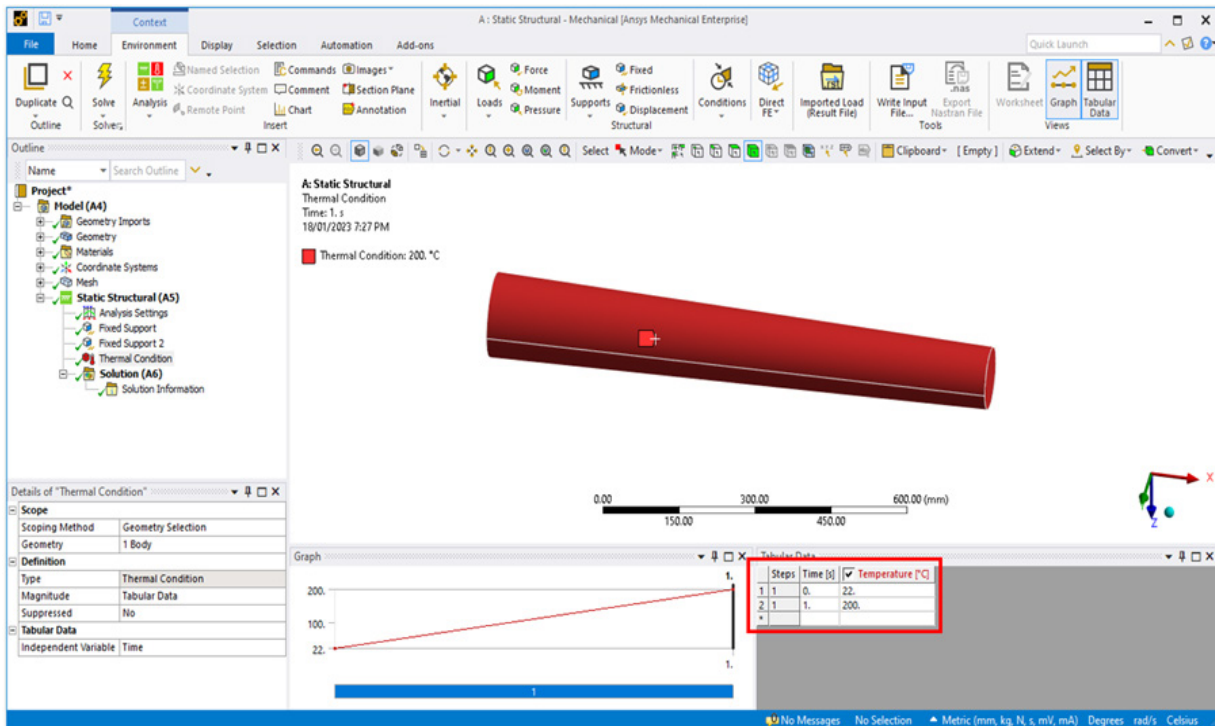 Context
A : Static Structural - Mechanical [Ansys Mechanical Enterprise]
File Home Environment Display Selection Automation Add-ons
Quick Launch
Duplicate
Outline
Solve
Solver
Analysis
Named Selection
Coordinate System
Remote Point
Commands
Comment
Chart
Images
Section Plane
Annotation
Insert
Inertial
Loads
Force
Moment
Pressure
Supports
Fixed
Frictionless
Displacement
Conditions
Direct
FE
Imported Load
(Result File)
Structural
Write Input
File...
.nas
Export
Nastran File
Tools
Worksheet
Graph
Tabular
Data
Views
Outline
Name
Search Outline
Select Mode Clipboard [ Empty ] Extend Select By Convert
Project*
Model (A4)
Geometry Imports
Geometry
Materials
Coordinate Systems
Mesh
Static Structural (A5)
Analysis Settings
Fixed Support
Fixed Support 2
Thermal Condition
Solution (A6)
Solution Information
A: Static Structural
Thermal Condition
Time: 1. s
18/01/2023 7:27 PM
Thermal Condition: 200. °C
0.00 300.00 600.00 (mm)
150.00 450.00
X
Z
Details of "Thermal Condition"
Scope
Scoping Method Geometry Selection
Geometry 1 Body
Definition
Type Thermal Condition
Magnitude Tabular Data
Suppressed No
Tabular Data
Independent Variable Time
Graph
1.
200.
100.
22.
1.
1
Tabular Data
Steps Time [s] Temperature [°C]
1 1 0. 22.
2 1 1. 200.
*
No Messages No Selection Metric (mm, kg, N, s, mV, mA) Degrees rad/s Celsius